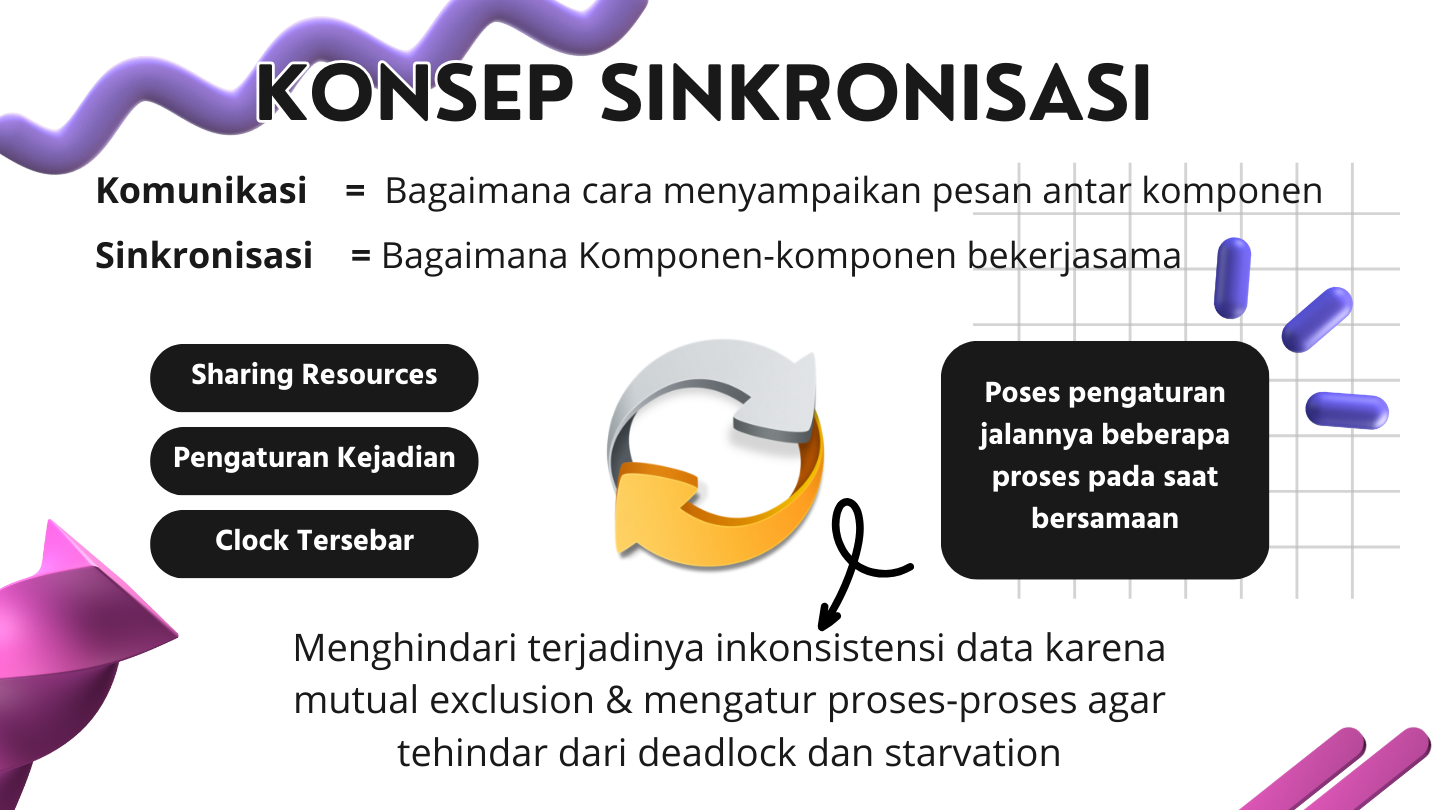 KONSEP SINKRONISASI
Komunikasi = Bagaimana cara menyampaikan pesan antar komponen
Sinkronisasi = Bagaimana Komponen-komponen bekerjasama
Sharing Resources
Pengaturan Kejadian
Clock Tersebar
Poses pengaturan
jalannya beberapa
proses pada saat
bersamaan
Menghindari terjadinya inkonsistensi data karena
mutual exclusion & mengatur proses-proses agar
tehindar dari deadlock dan starvation